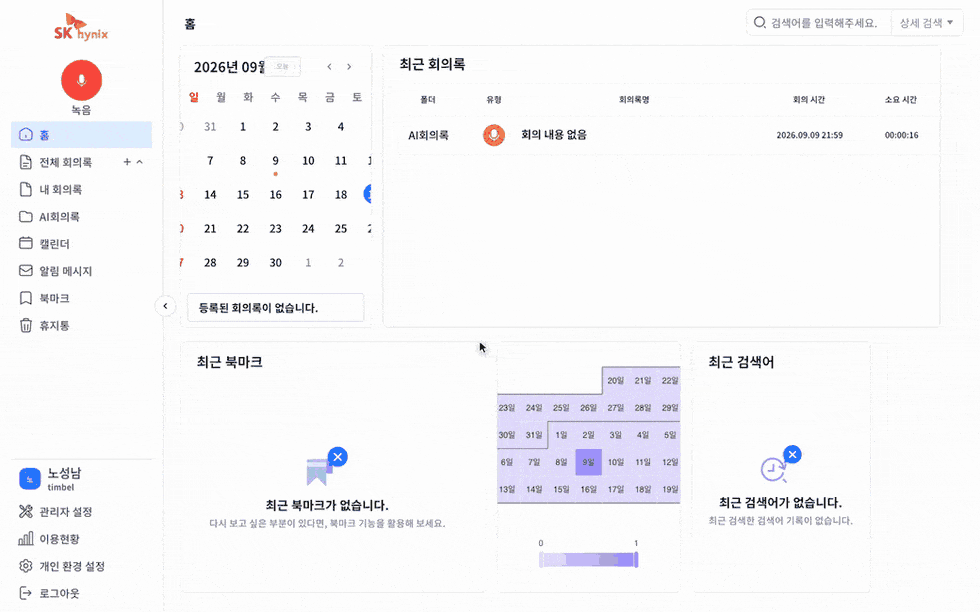 SK hynix
녹음
홈
전체 회의록
내 회의록
AI회의록
캘린더
알림 메시지
북마크
휴지통
노성남
timbel
관리자 설정
이용현황
개인 환경 설정
로그아웃
홈
검색어를 입력해주세요.
상세 검색
2026년 09월
오늘
일 월 화 수 목 금 토
31 1 2 3 4
7 8 9 10 11
14 15 16 17 18
21 22 23 24 25
28 29 30 1 2
등록된 회의록이 없습니다.
최근 회의록
폴더 유형 회의록명 회의 시간 소요 시간
AI회의록 회의 내용 없음 2026.09.09 21:59 00:00:16
최근 북마크
최근 북마크가 없습니다.
다시 보고 싶은 부분이 있다면, 북마크 기능을 활용해 보세요.
20일 21일 22일
23일 24일 25일 26일 27일 28일 29일
30일 31일 1일 2일 3일 4일 5일
6일 7일 8일 9일 10일 11일 12일
13일 14일 15일 16일 17일 18일 19일
0 1
최근 검색어
최근 검색어가 없습니다.
최근 검색한 검색어 기록이 없습니다.